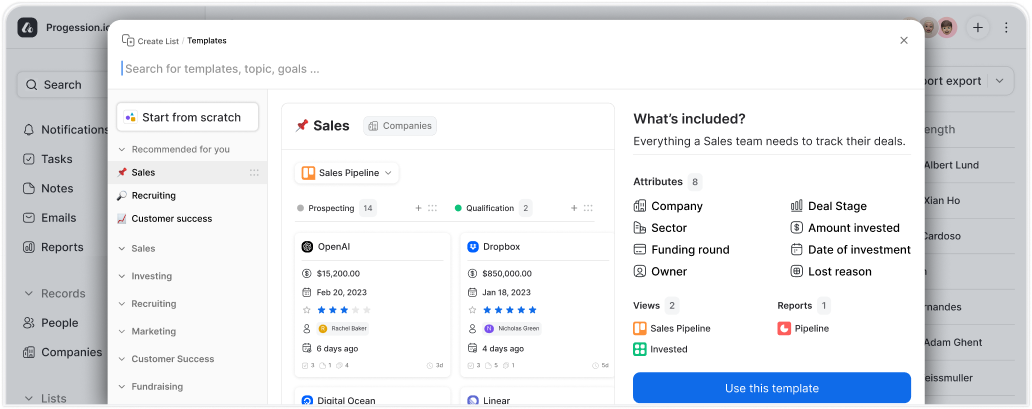 Progession.io
Search
Notifications
Tasks
Notes
Emails
Reports
Records
People
Companies
Lists
Create List / Templates
Search for templates, topic, goals ...
Start from scratch
Recommended for you
Sales
Recruiting
Customer success
Sales
Investing
Recruiting
Marketing
Customer Success
Fundraising
Sales
Companies
Sales Pipeline
Prospecting 14
OpenAI
$15,200.00
Feb 20, 2023
Rachel Baker
6 days ago
3 1 4 3d
Digital Ocean
Qualification 2
Dropbox
$850,000.00
Jan 18, 2023
N Nicholas Green
4 days ago
3 5 1 5d
Linear
What's included?
Everything a Sales team needs to track their deals.
Attributes 8
Company
Sector
Funding round
Owner
Deal Stage
Amount invested
Date of investment
Lost reason
Views 2
Sales Pipeline
Invested
Reports 1
Pipeline
Use this template
ort export
ength
Albert Lund
Xian Ho
Cardoso
rnandes
Adam Ghent
eissmuller